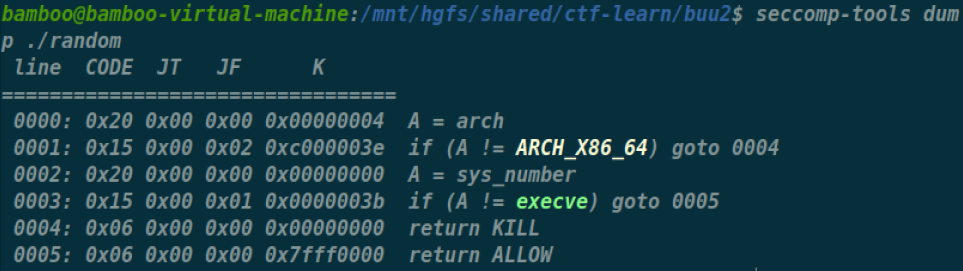 bamboo@bamboo-virtual-machine:/mnt/hgfs/shared/ctf-learn/buu2$ seccomp-tools dum
p ./random
 line  CODE  JT   JF      K
=================================
 0000: 0x20 0x00 0x00 0x00000004  A = arch
 0001: 0x15 0x00 0x02 0xc000003e  if (A != ARCH_X86_64) goto 0004
 0002: 0x20 0x00 0x00 0x00000000  A = sys_number
 0003: 0x15 0x00 0x01 0x0000003b  if (A != execve) goto 0005
 0004: 0x06 0x00 0x00 0x00000000  return KILL
 0005: 0x06 0x00 0x00 0x7fff0000  return ALLOW